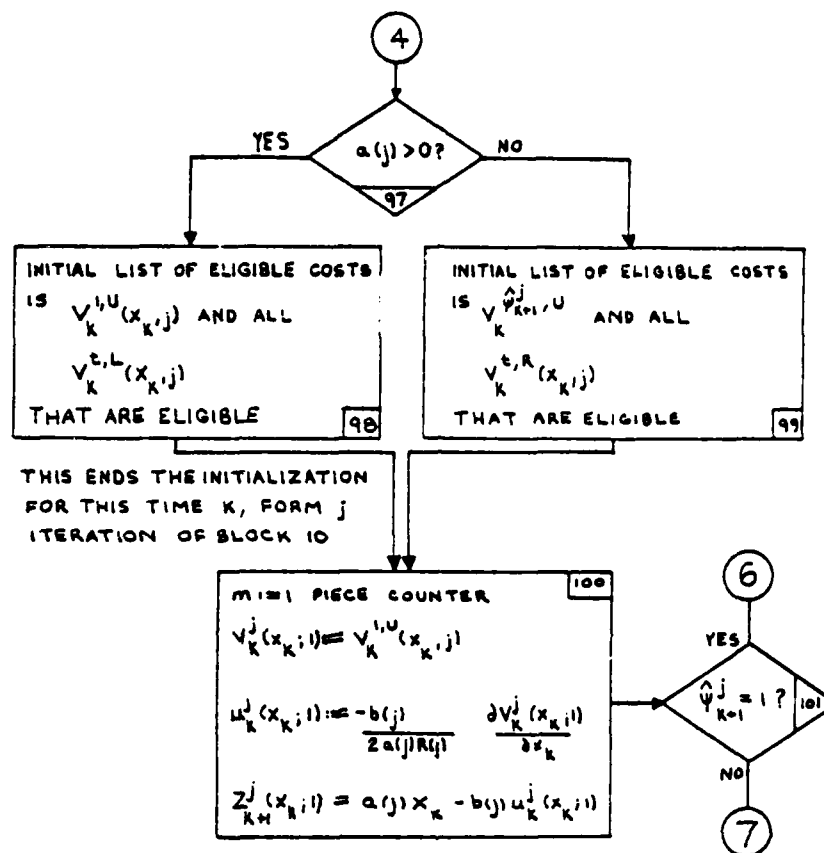 4
YES
a(j) > 0?
NO
97
INITIAL LIST OF ELIGIBLE COSTS
IS V_K^{1,U}(x_K,j) AND ALL
V_K^{t,L}(x_K,j)
THAT ARE ELIGIBLE
98
INITIAL LIST OF ELIGIBLE COSTS
IS V_K^{\hat{ψ}_{K+1}^j,U} AND ALL
V_K^{t,R}(x_K,j)
THAT ARE ELIGIBLE
99
THIS ENDS THE INITIALIZATION
FOR THIS TIME K, FORM j
ITERATION OF BLOCK 10
100
m:=1 PIECE COUNTER
V_K^j(x_K;1):= V_K^{1,U}(x_K,j)
u_K^j(x_K;1):= -b(j)/2a(j)R(j) ∂V_K^j(x_K;1)/∂x_K
Z_{K+1}^j(x_K;1) = a(j)x_K - b(j)u_K^j(x_K;1)
6
YES
\hat{ψ}_{K+1}^j = 1?
101
NO
7